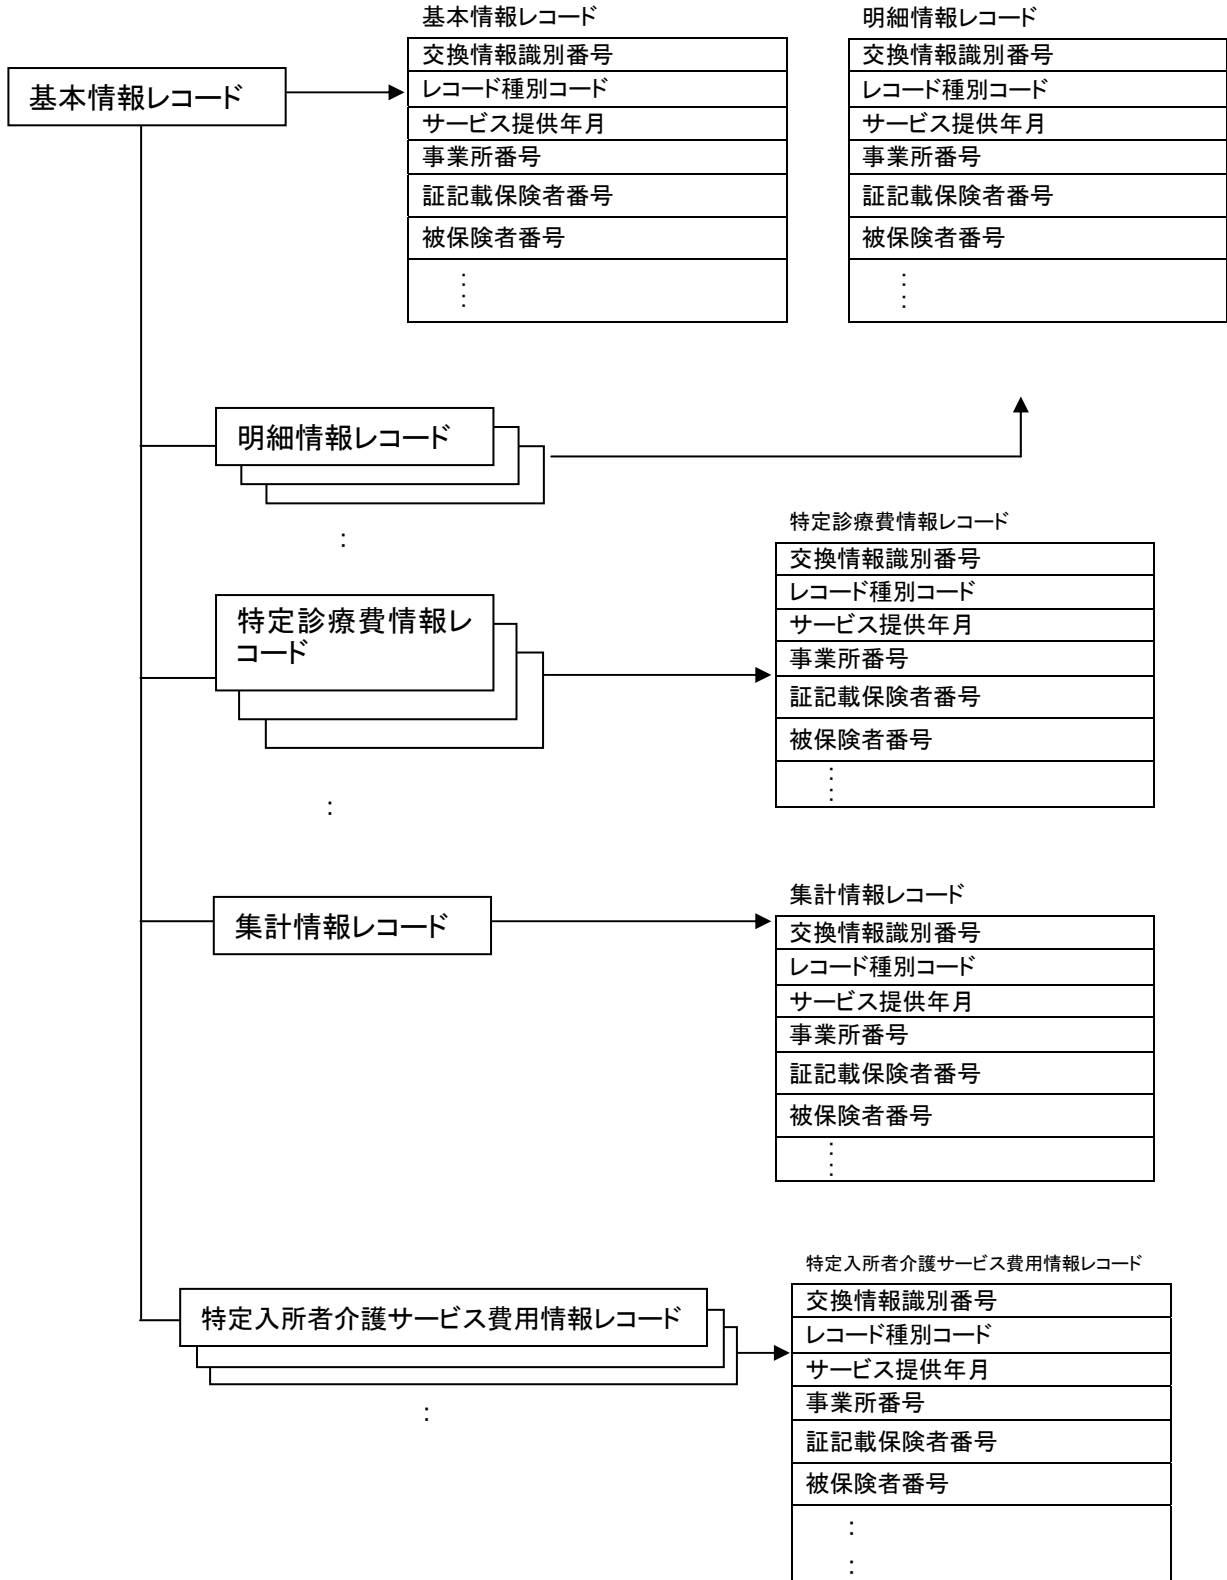 基本情報レコード
基本情報レコード
交換情報識別番号
レコード種別コード
サービス提供年月
事業所番号
証記載保険者番号
被保険者番号
:
:
明細情報レコード
交換情報識別番号
レコード種別コード
サービス提供年月
事業所番号
証記載保険者番号
被保険者番号
:
:
明細情報レコード
:
特定診療費情報レ
コード
:
特定診療費情報レコード
交換情報識別番号
レコード種別コード
サービス提供年月
事業所番号
証記載保険者番号
被保険者番号
:
:
集計情報レコード
集計情報レコード
交換情報識別番号
レコード種別コード
サービス提供年月
事業所番号
証記載保険者番号
被保険者番号
:
:
特定入所者介護サービス費用情報レコード
:
特定入所者介護サービス費用情報レコード
交換情報識別番号
レコード種別コード
サービス提供年月
事業所番号
証記載保険者番号
被保険者番号
:
: